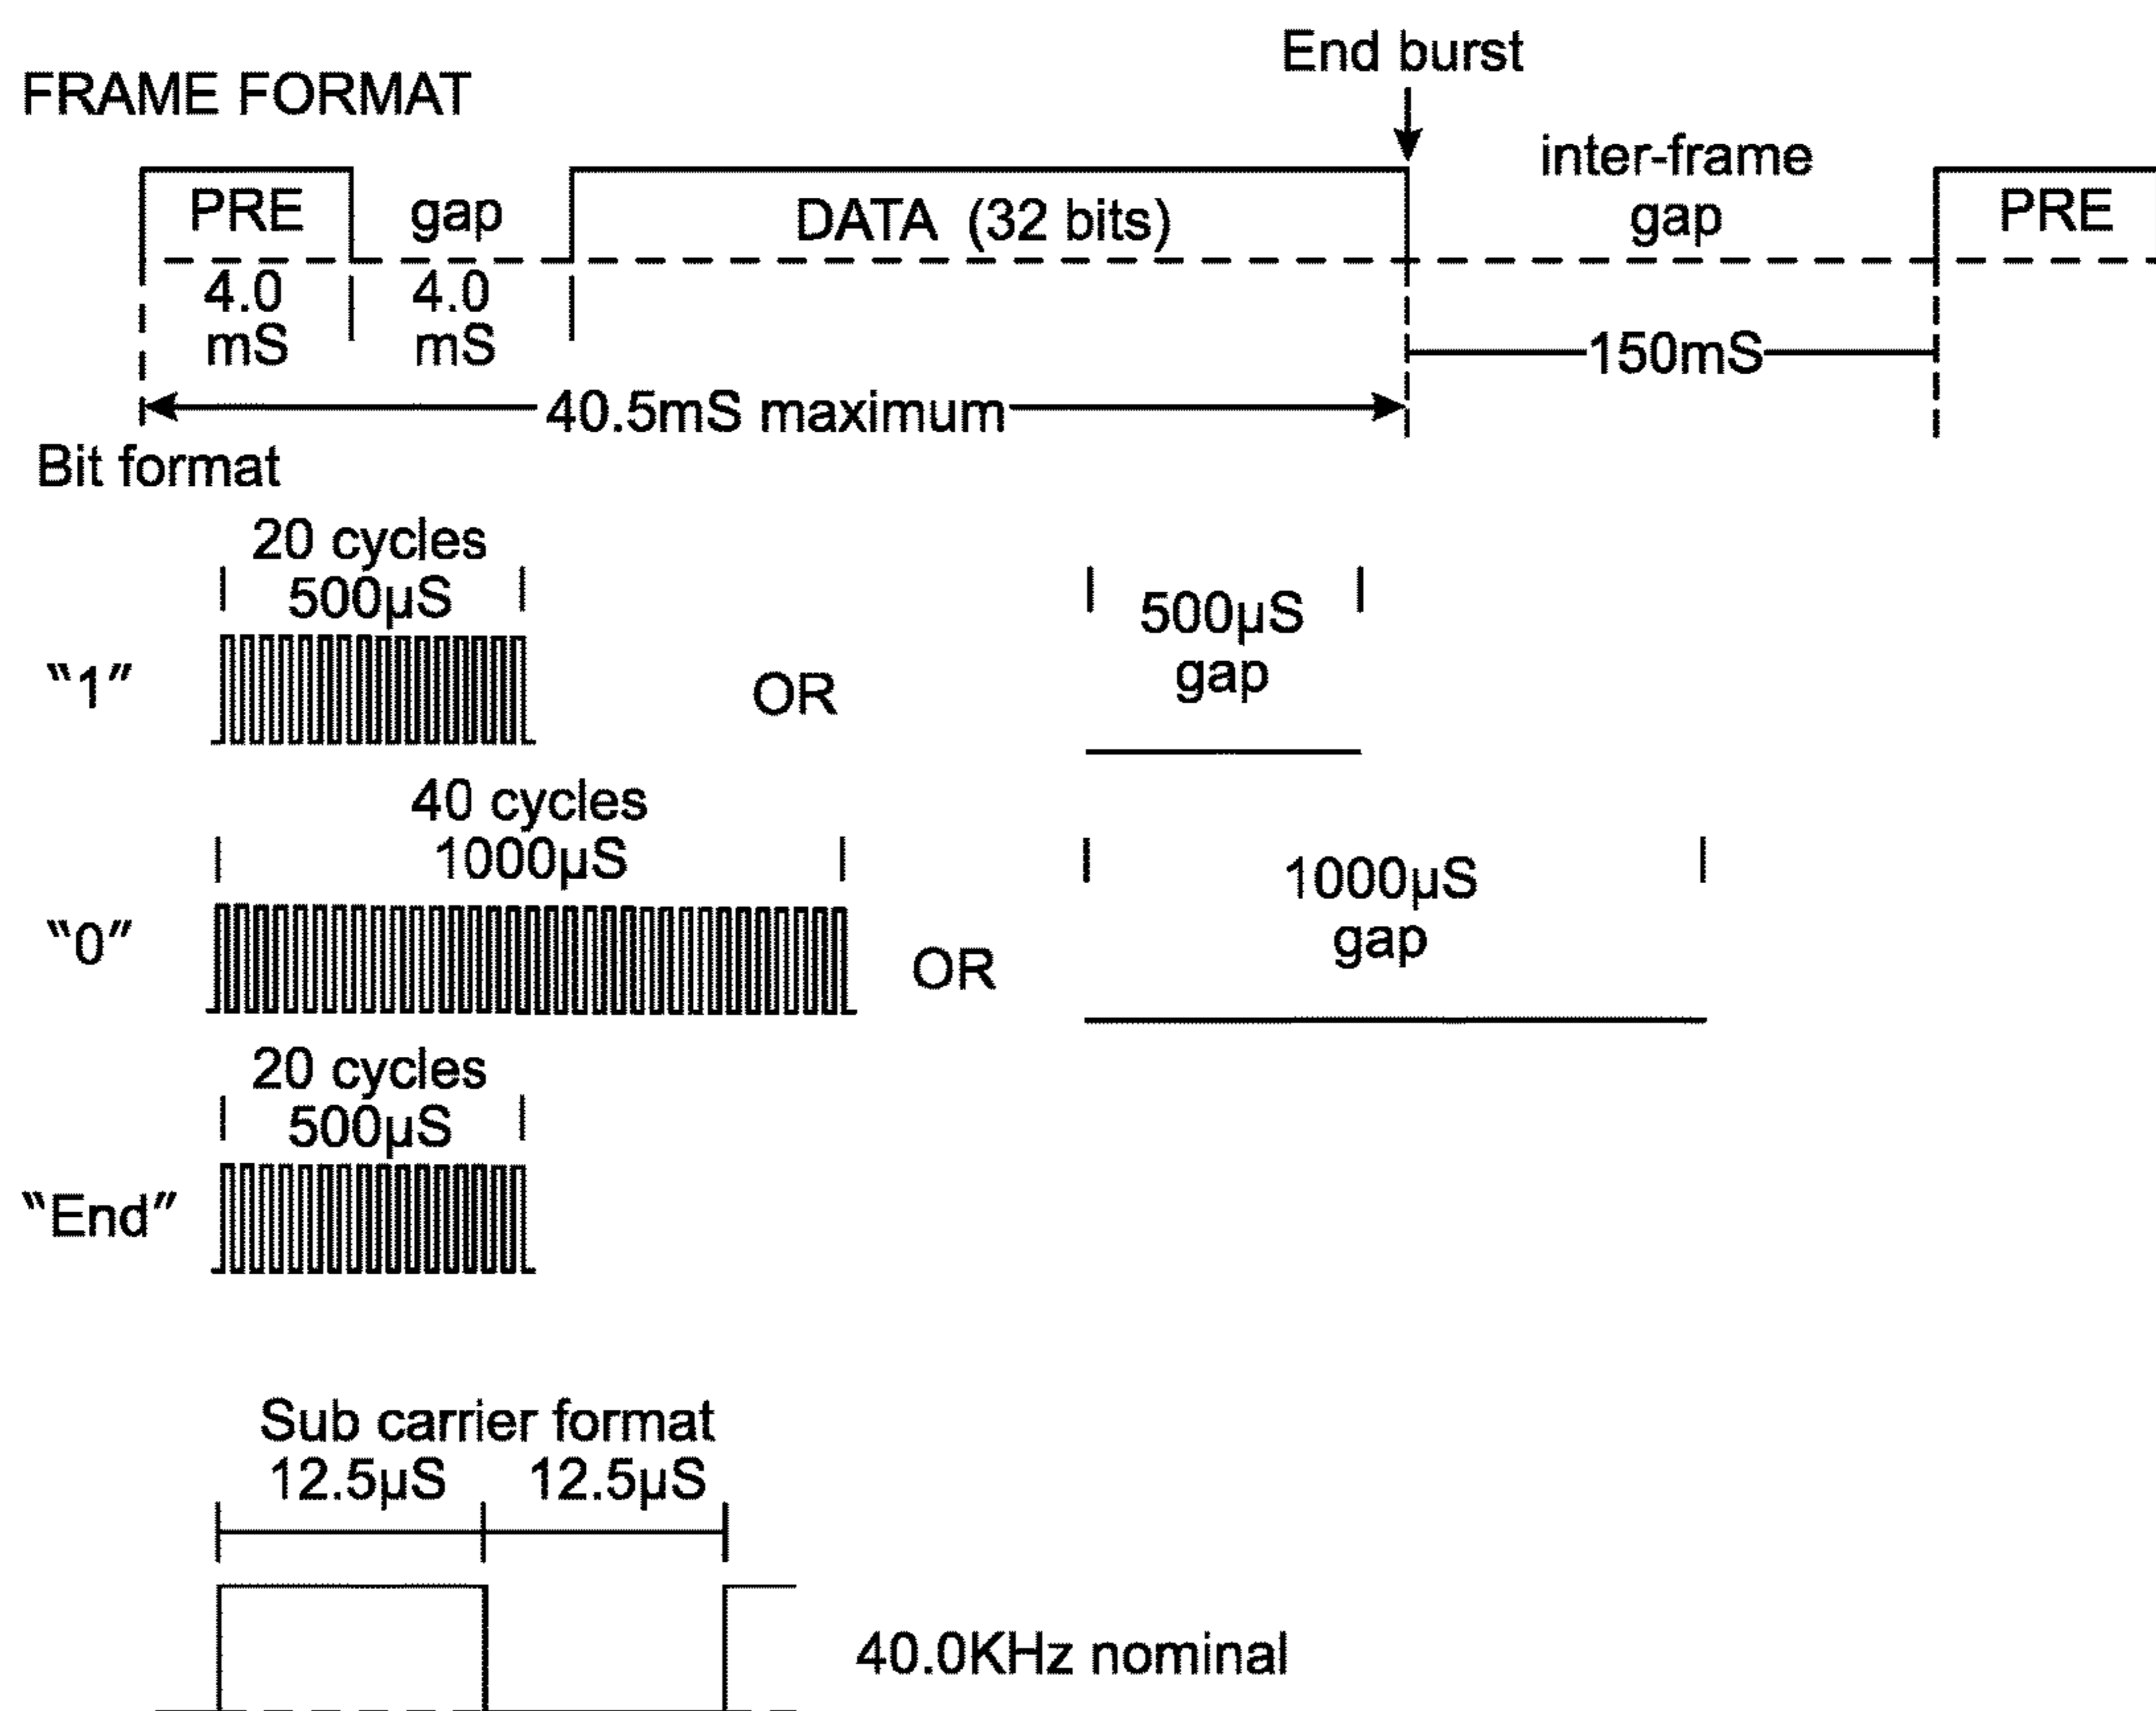 End burst
FRAME FORMAT
inter-frame
gap
PRE
gap
DATA (32 bits)
PRE
4.0
mS
4.0
mS
150mS
40.5mS maximum
Bit format
20 cycles
500µS
500µS
gap
"1"
OR
40 cycles
1000µS
1000µS
gap
"0"
OR
20 cycles
500µS
"End"
Sub carrier format
12.5µS 12.5µS
40.0KHz nominal